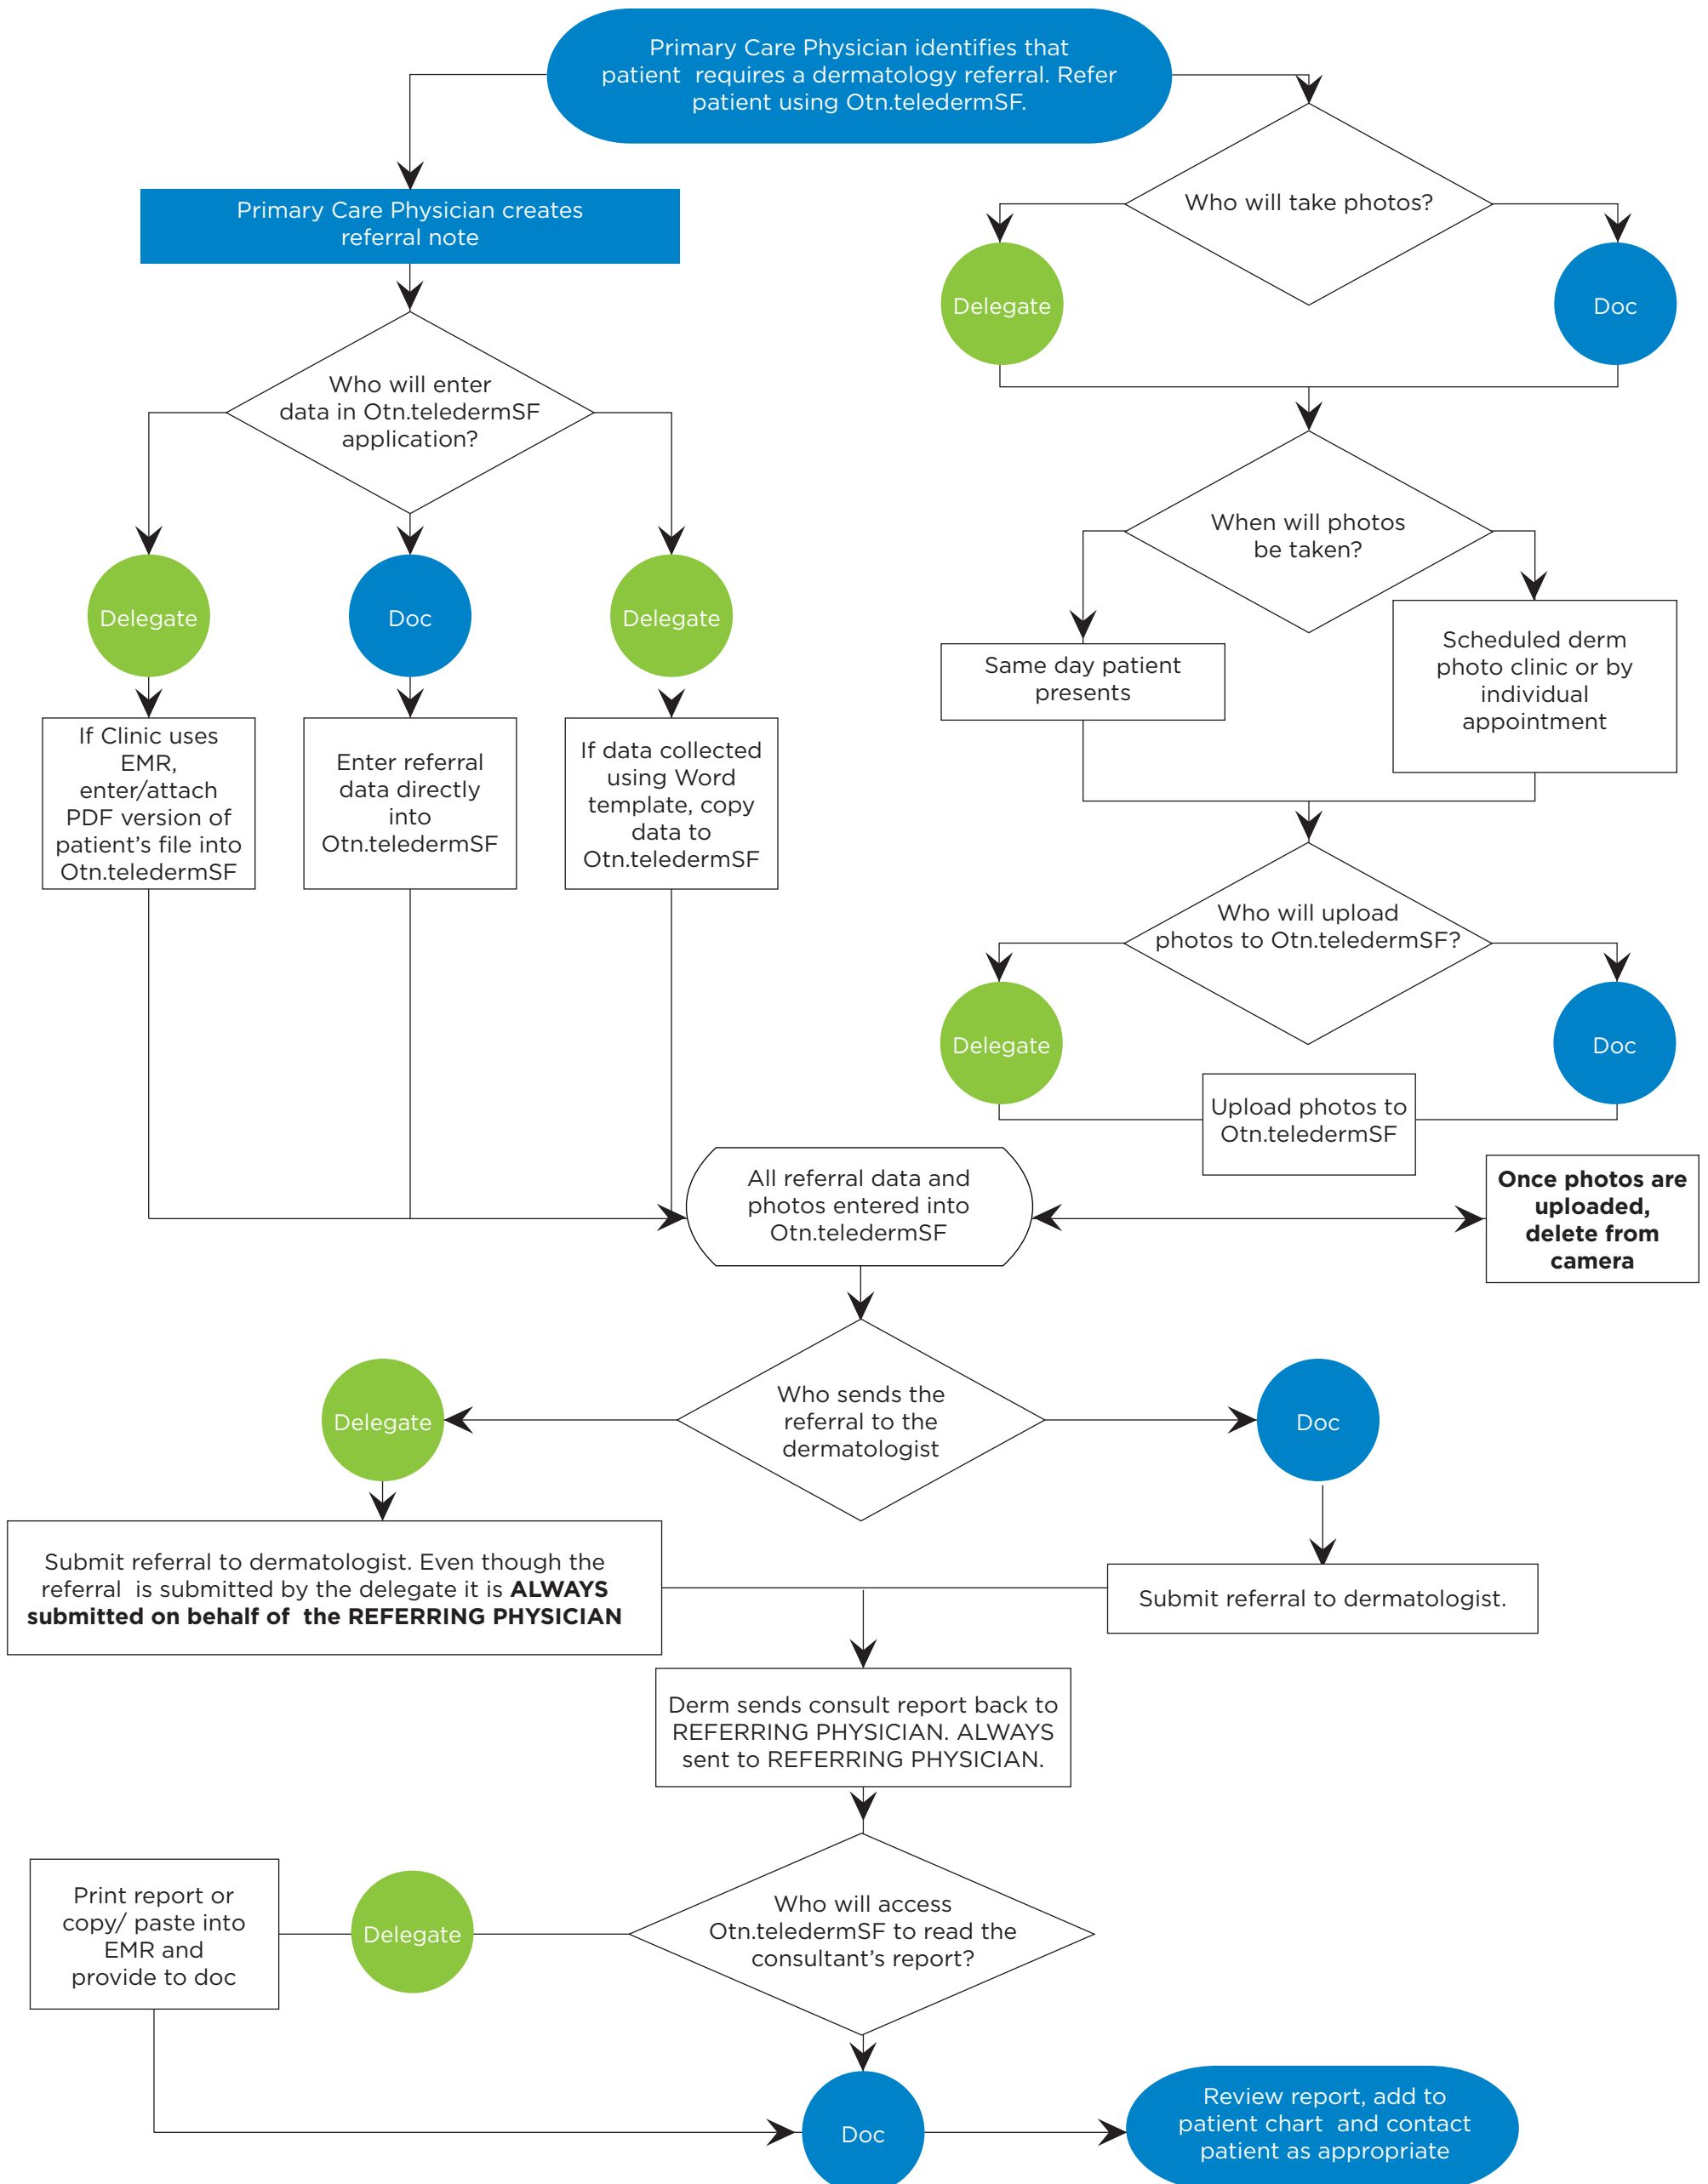 Primary Care Physician identifies that
patient requires a dermatology referral. Refer
patient using Otn.teledermSF.
Primary Care Physician creates
referral note
Who will take photos?
Delegate
Doc
Who will enter
data in Otn.teledermSF
application?
When will photos
be taken?
Delegate
Doc
Delegate
Same day patient
presents
Scheduled derm
photo clinic or by
individual
appointment
If Clinic uses
EMR,
enter/attach
PDF version of
patient's file into
Otn.teledermSF
Enter referral
data directly
into
Otn.teledermSF
If data collected
using Word
template, copy
data to
Otn.teledermSF
Who will upload
photos to Otn.teledermSF?
Delegate
Doc
Upload photos to
Otn.teledermSF
All referral data and
photos entered into
Otn.teledermSF
Once photos are
uploaded,
delete from
camera
Who sends the
referral to the
dermatologist
Delegate
Doc
Submit referral to dermatologist. Even though the
referral is submitted by the delegate it is ALWAYS
submitted on behalf of the REFERRING PHYSICIAN
Submit referral to dermatologist.
Derm sends consult report back to
REFERRING PHYSICIAN. ALWAYS
sent to REFERRING PHYSICIAN.
Print report or
copy/ paste into
EMR and
provide to doc
Delegate
Who will access
Otn.teledermSF to read the
consultant's report?
Doc
Review report, add to
patient chart and contact
patient as appropriate